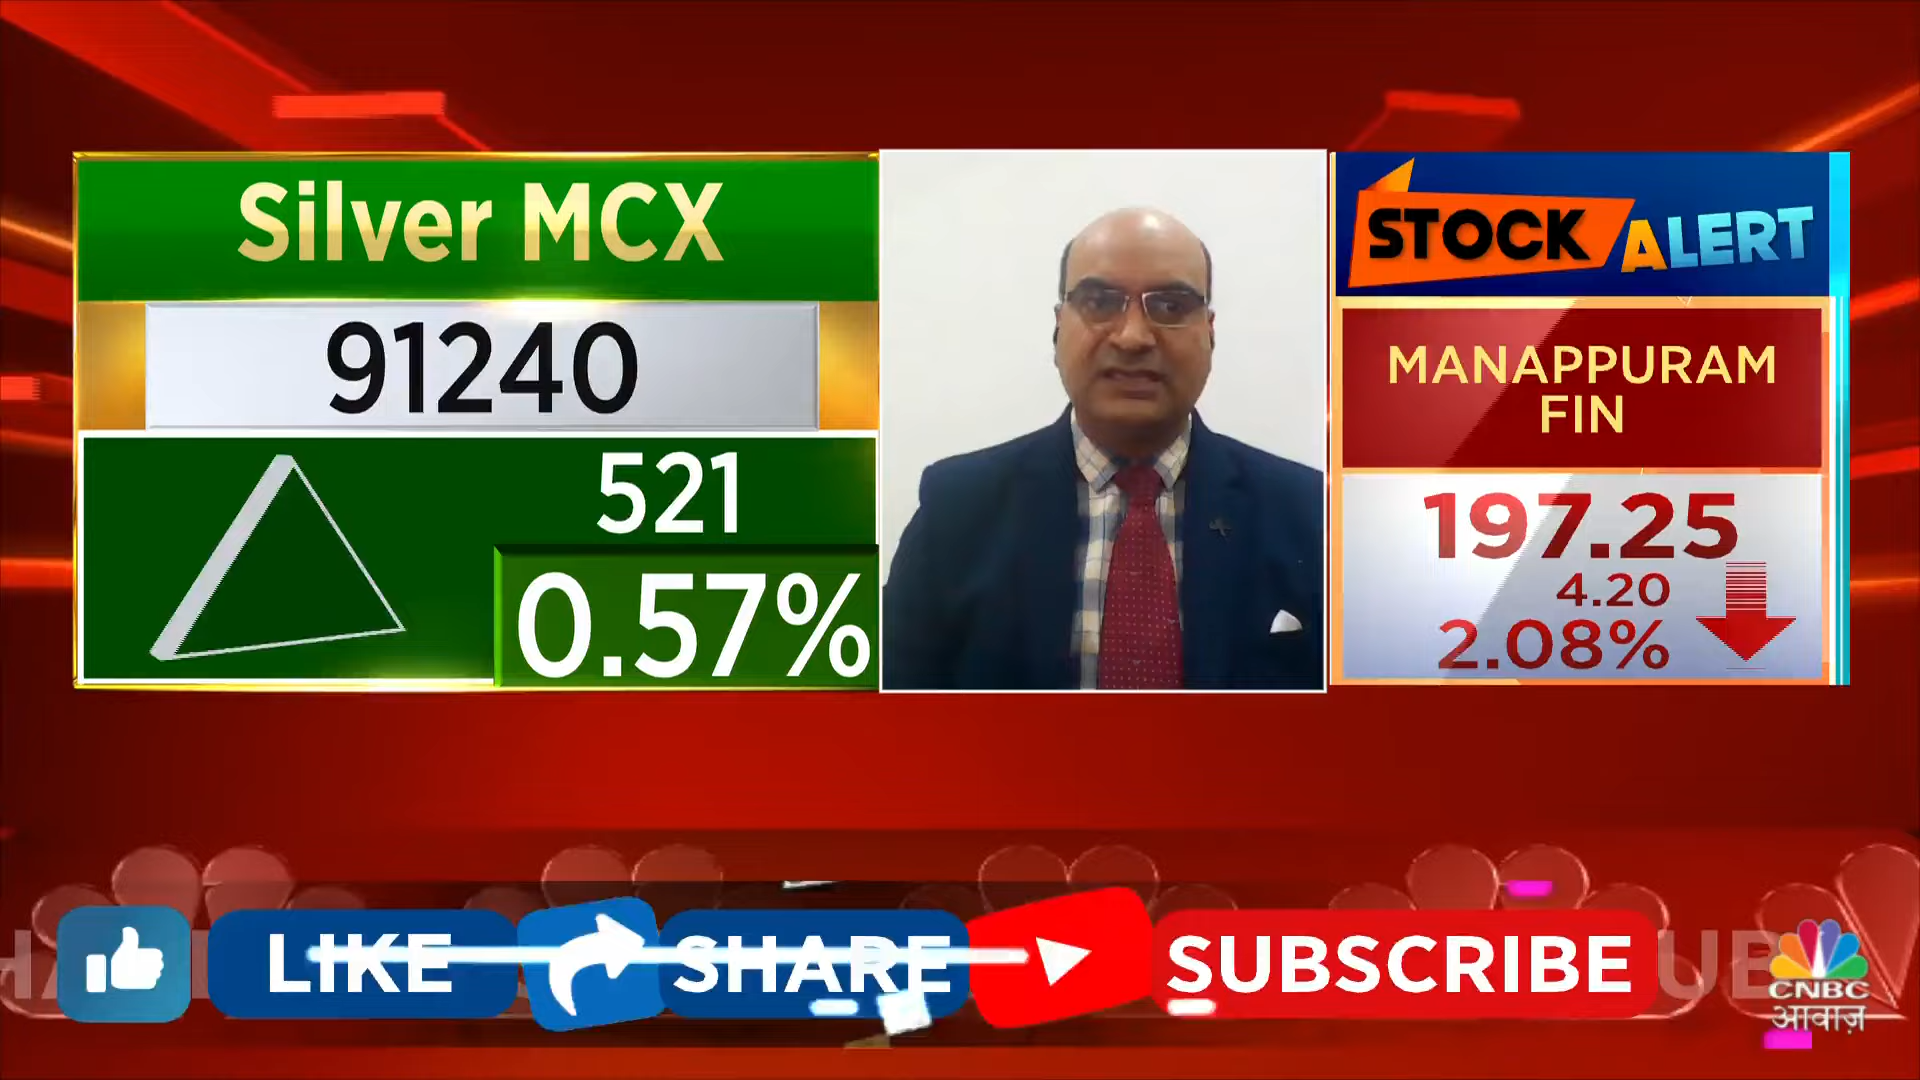 Silver MCX
91240
521
0.57%
STOCK ALERT
MANAPPURAM
FIN
197.25
4.20
2.08%
LIKE
SHARE
SUBSCRIBE
CNBC
आवाज़